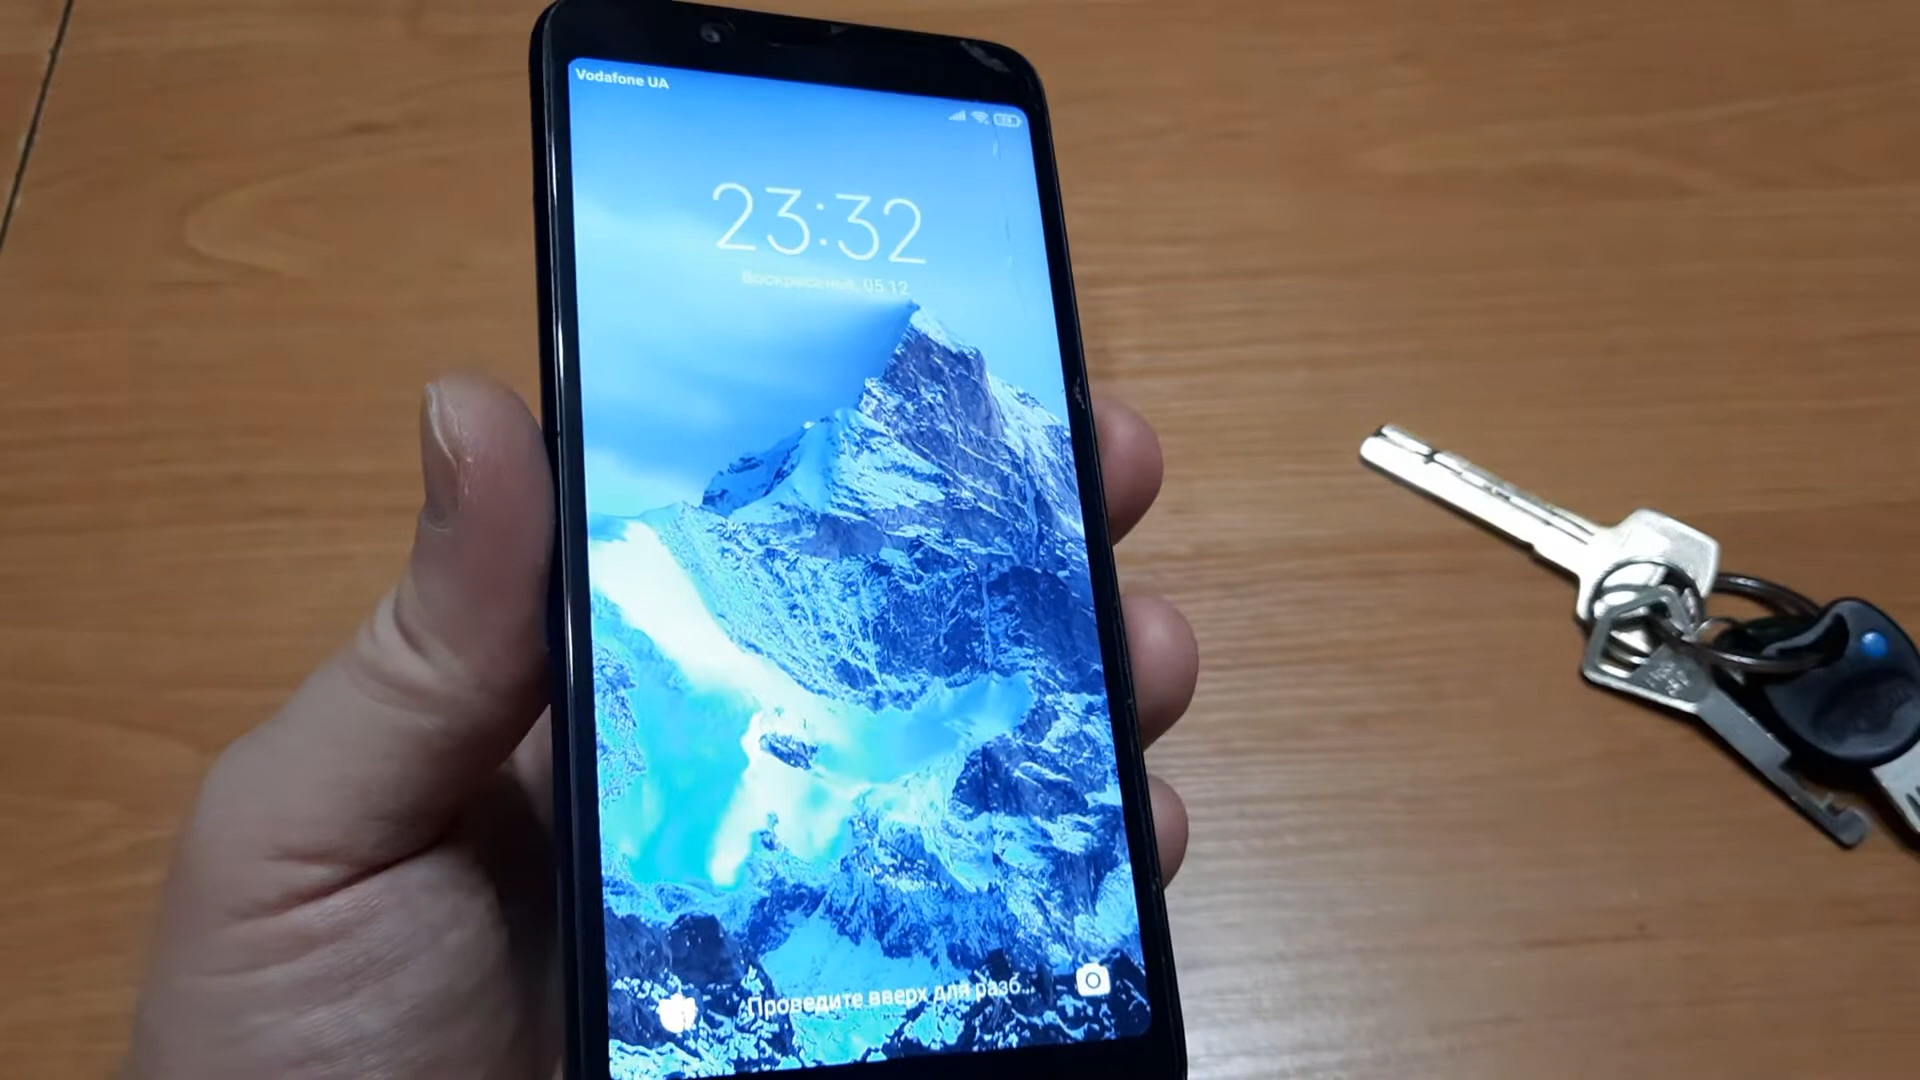 Vodafone UA
23:32
Воскресенье, 05.12
Проведите вверх для разб...